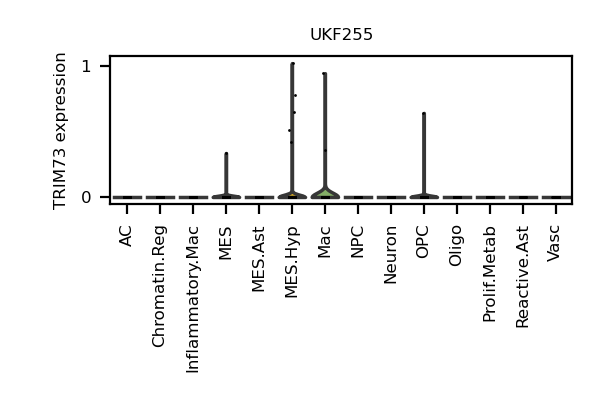 UKF255
TRIM73 expression
1
0
AC
Chromatin.Reg
Inflammatory.Mac
MES
MES.Ast
MES.Hyp
Mac
NPC
Neuron
OPC
Oligo
Prolif.Metab
Reactive.Ast
Vasc